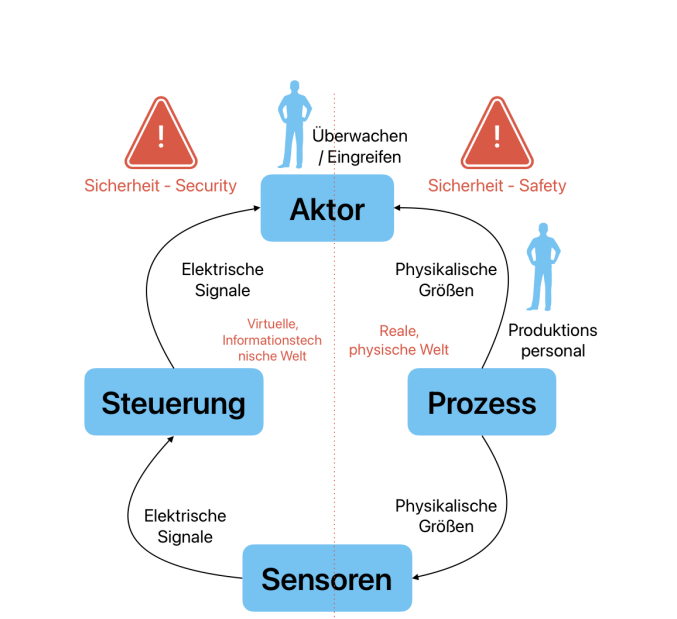 !
!
Überwachen
/ Eingreifen
Sicherheit - Security
Sicherheit - Safety
Aktor
Elektrische
Signale
Physikalische
Größen
Virtuelle,
Informationstech
nische Welt
Reale,
physische Welt
Produktions
personal
Steuerung
Prozess
Elektrische
Signale
Physikalische
Größen
Sensoren